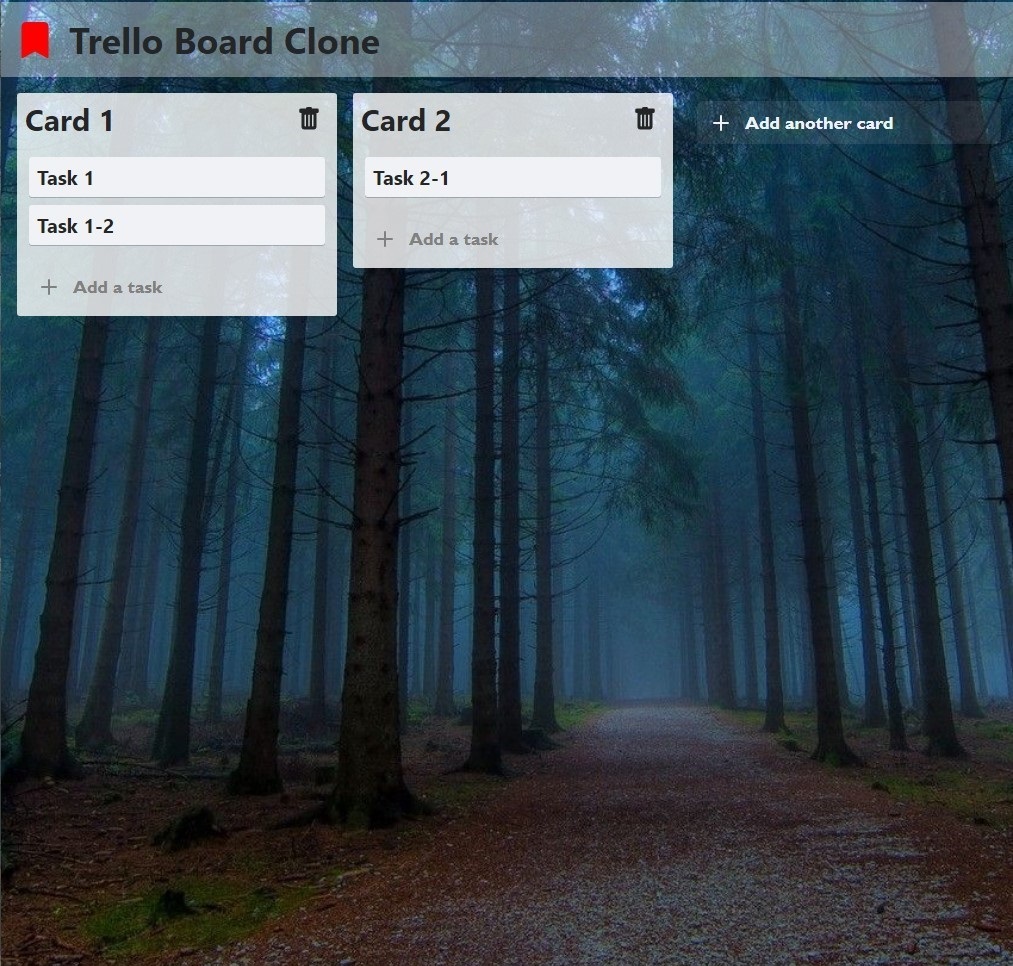 Trello Board Clone
Card 1
Task 1
Task 1-2
Add a task
Card 2
Task 2-1
Add a task
Add another card